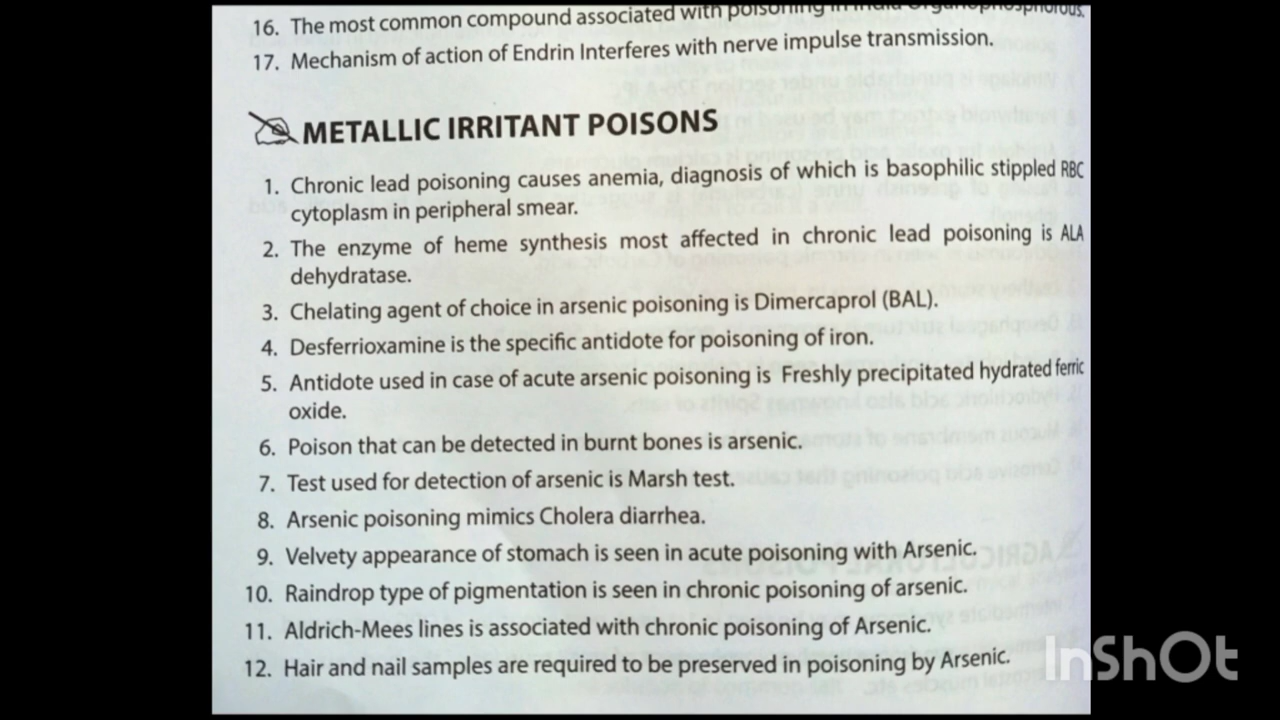 16. The most common compound associated with poisoning in India Organophosphorous.
17. Mechanism of action of Endrin Interferes with nerve impulse transmission.
METALLIC IRRITANT POISONS
1. Chronic lead poisoning causes anemia, diagnosis of which is basophilic stippled RBC
cytoplasm in peripheral smear.
2. The enzyme of heme synthesis most affected in chronic lead poisoning is ALA
dehydratase.
3. Chelating agent of choice in arsenic poisoning is Dimercaprol (BAL).
4. Desferrioxamine is the specific antidote for poisoning of iron.
5. Antidote used in case of acute arsenic poisoning is Freshly precipitated hydrated ferric
oxide.
6. Poison that can be detected in burnt bones is arsenic.
7. Test used for detection of arsenic is Marsh test.
8. Arsenic poisoning mimics Cholera diarrhea.
9. Velvety appearance of stomach is seen in acute poisoning with Arsenic.
10. Raindrop type of pigmentation is seen in chronic poisoning of arsenic.
11. Aldrich-Mees lines is associated with chronic poisoning of Arsenic.
12. Hair and nail samples are required to be preserved in poisoning by Arsenic.
InShOt